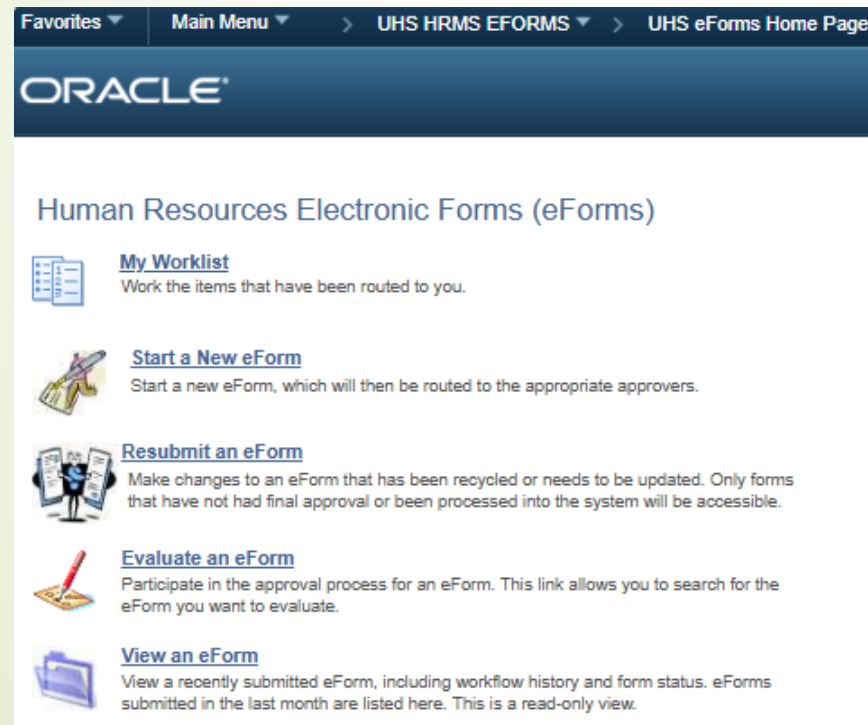 Favorites Main Menu > UHS HRMS EFORMS > UHS eForms Home Page
ORACLE®
Human Resources Electronic Forms (eForms)
My Worklist
Work the items that have been routed to you.
Start a New eForm
Start a new eForm, which will then be routed to the appropriate approvers.
Resubmit an eForm
Make changes to an eForm that has been recycled or needs to be updated. Only forms
that have not had final approval or been processed into the system will be accessible.
Evaluate an eForm
Participate in the approval process for an eForm. This link allows you to search for the
eForm you want to evaluate.
View an eForm
View a recently submitted eForm, including workflow history and form status. eForms
submitted in the last month are listed here. This is a read-only view.